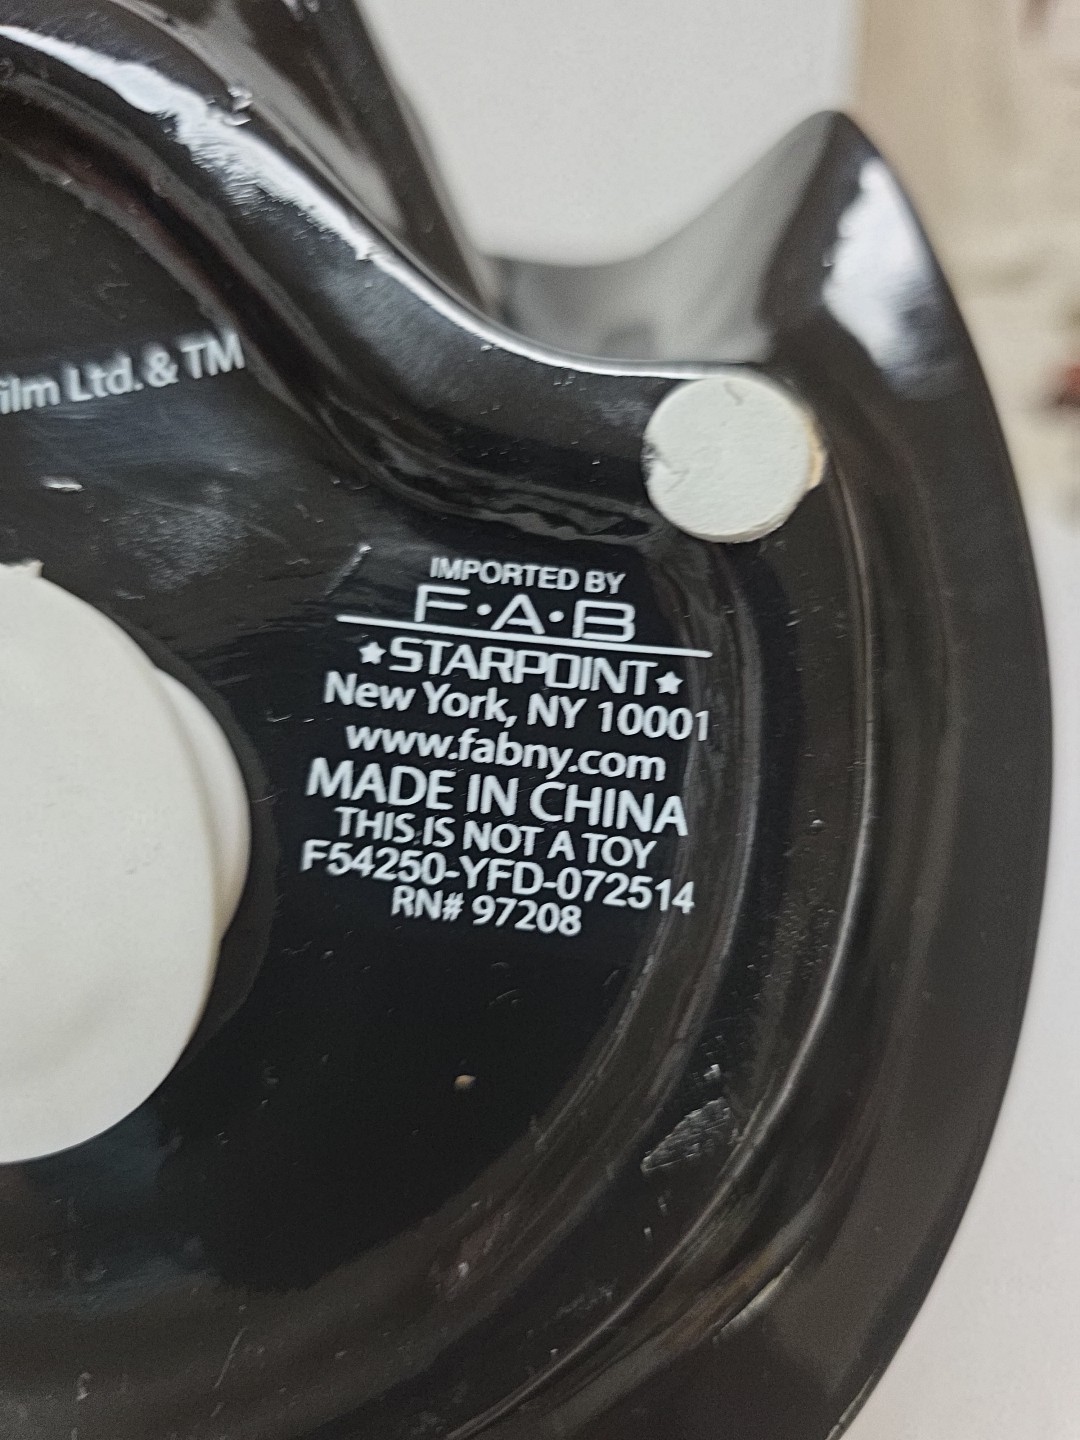 ilm Ltd. & TM
IMPORTED BY
F•A•B
★STARPOINT★
New York, NY 10001
www.fabny.com
MADE IN CHINA
THIS IS NOT A TOY
F54250-YFD-072514
RN# 97208